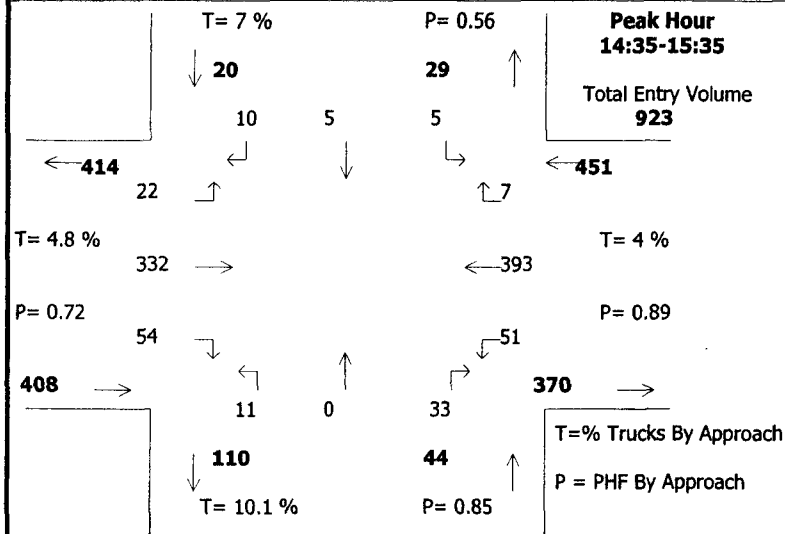 T= 7 % P= 0.56 Peak Hour
14:35-15:35
20 29
Total Entry Volume
10 5 5 923
414 451
22 7
T= 4.8 % T= 4 %
332 393
P= 0.72 P= 0.89
54 51
408 370
11 0 33
T=% Trucks By Approach
110 44
P = PHF By Approach
T= 10.1 % P= 0.85